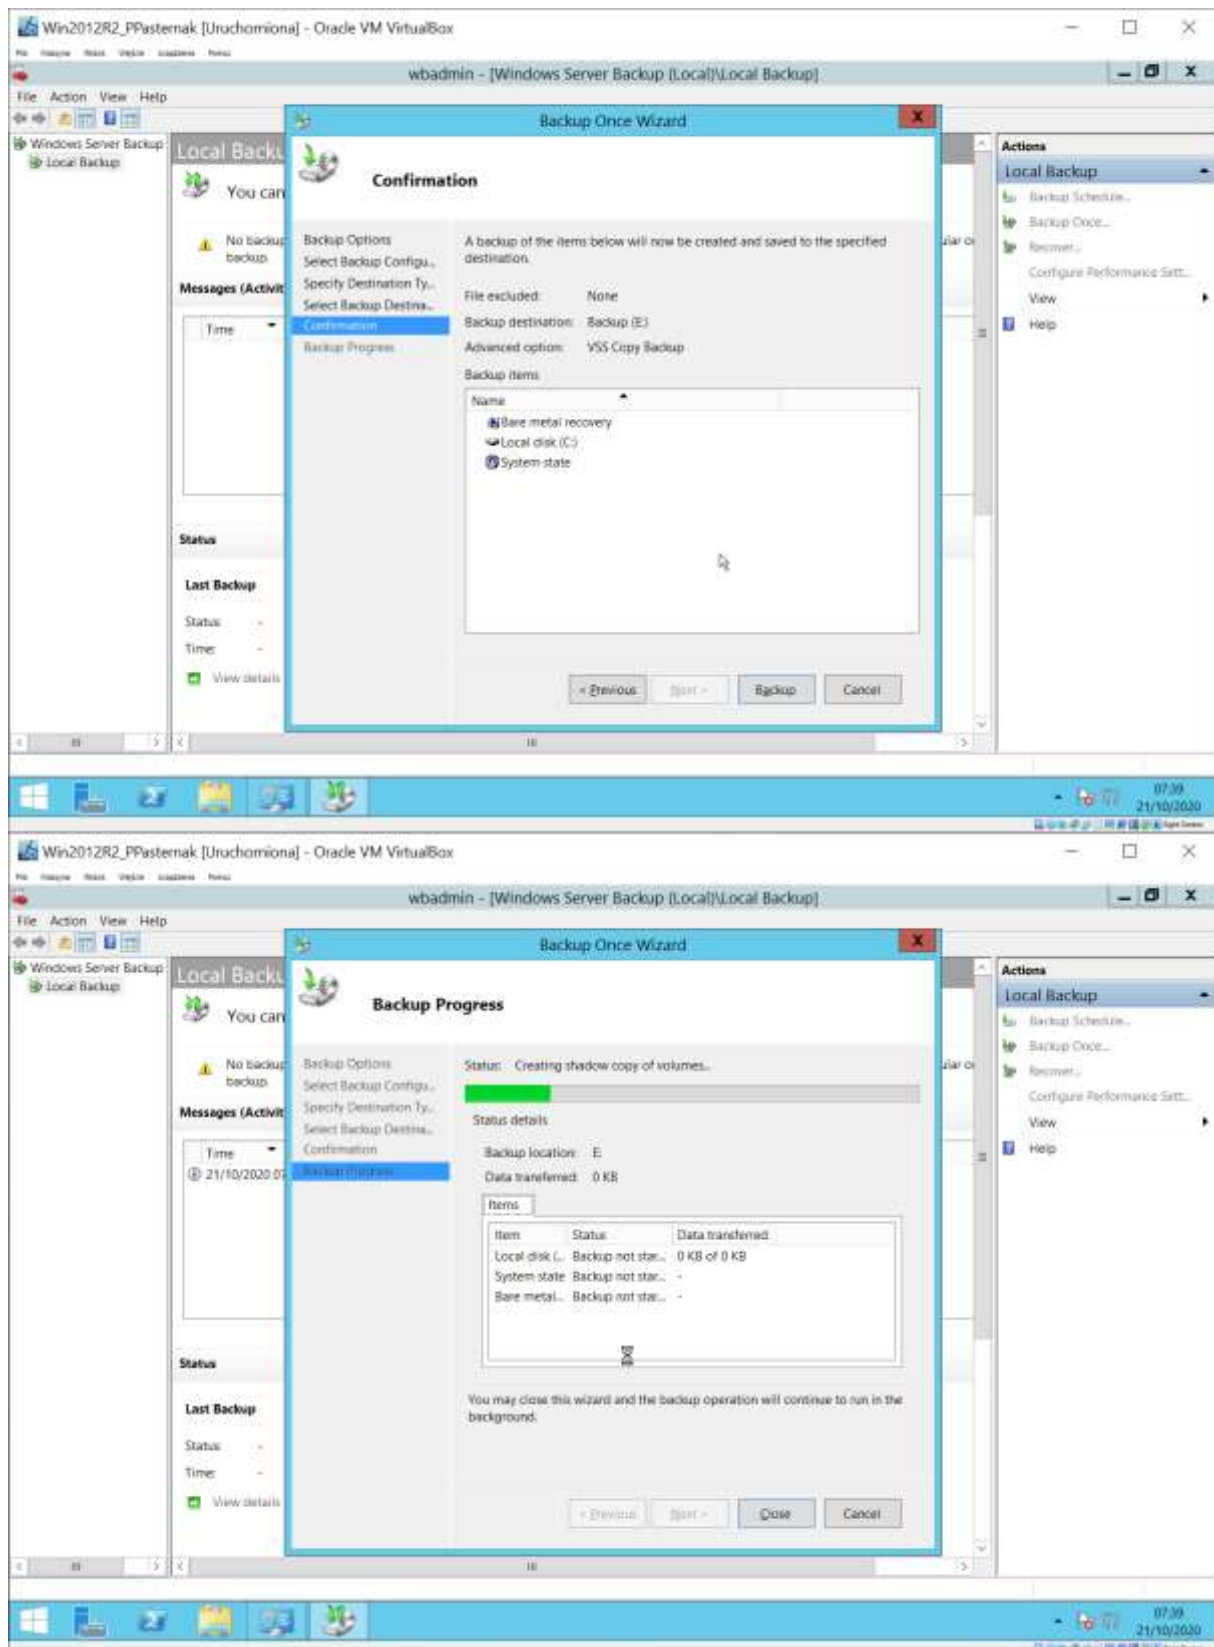 Win2012R2_PPasternak [Uruchomiona] - Oracle VM VirtualBox
wbadmin - [Windows Server Backup (Local)\Local Backup]
File Action View Help
Windows Server Backup
Local Backup
Local Backu
You can
No backup
backup.
Messages (Activit
Time
Status
Last Backup
Status: -
Time: -
View details
Backup Once Wizard
Confirmation
Backup Options
Select Backup Configu...
Specify Destination Ty...
Select Backup Destina...
Confirmation
Backup Progress
A backup of the items below will now be created and saved to the specified
destination.
File excluded: None
Backup destination: Backup (E:)
Advanced option: VSS Copy Backup
Backup items
Name
Bare metal recovery
Local disk (C:)
System state
< Previous
Next >
Backup
Cancel
Actions
Local Backup
Backup Schedule...
Backup Once...
Recover...
Configure Performance Sett...
View
Help
07:39
21/10/2020
Win2012R2_PPasternak [Uruchomiona] - Oracle VM VirtualBox
wbadmin - [Windows Server Backup (Local)\Local Backup]
File Action View Help
Windows Server Backup
Local Backup
Local Backu
You can
No backup
backup.
Messages (Activit
Time
21/10/2020 07
Status
Last Backup
Status: -
Time: -
View details
Backup Once Wizard
Backup Progress
Backup Options
Select Backup Configu...
Specify Destination Ty...
Select Backup Destina...
Confirmation
Backup Progress
Status: Creating shadow copy of volumes...
Status details
Backup location: E:
Data transferred: 0 KB
Items
Item Status Data transferred
Local disk (... Backup not star... 0 KB of 0 KB
System state Backup not star... -
Bare metal... Backup not star... -
You may close this wizard and the backup operation will continue to run in the
background.
< Previous
Next >
Close
Cancel
Actions
Local Backup
Backup Schedule...
Backup Once...
Recover...
Configure Performance Sett...
View
Help
07:39
21/10/2020